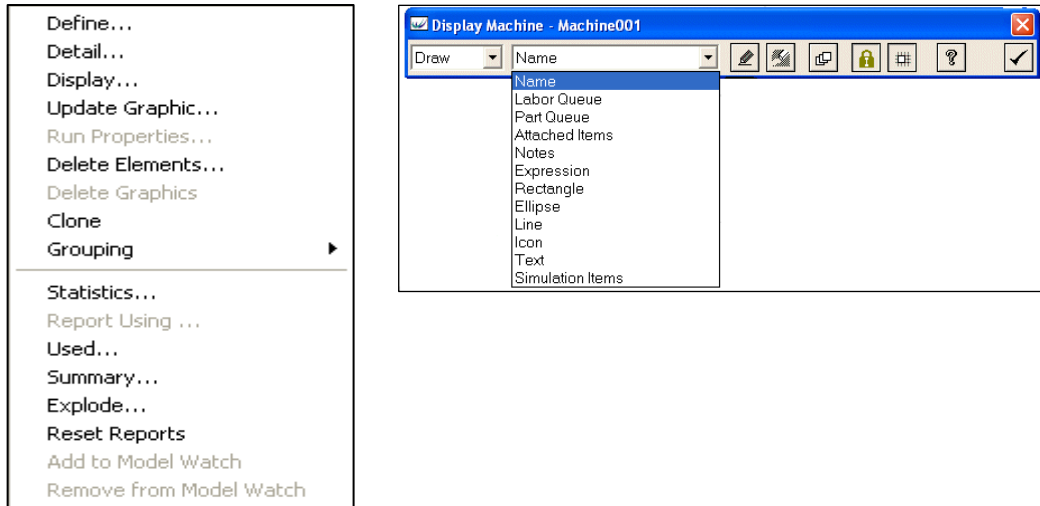 Define...
Detail...
Display...
Update Graphic...
Run Properties...
Delete Elements...
Delete Graphics
Clone
Grouping
Statistics...
Report Using ...
Used...
Summary...
Explode...
Reset Reports
Add to Model Watch
Remove from Model Watch
Display Machine - Machine001
Draw Name
Name
Labor Queue
Part Queue
Attached Items
Notes
Expression
Rectangle
Ellipse
Line
Icon
Text
Simulation Items